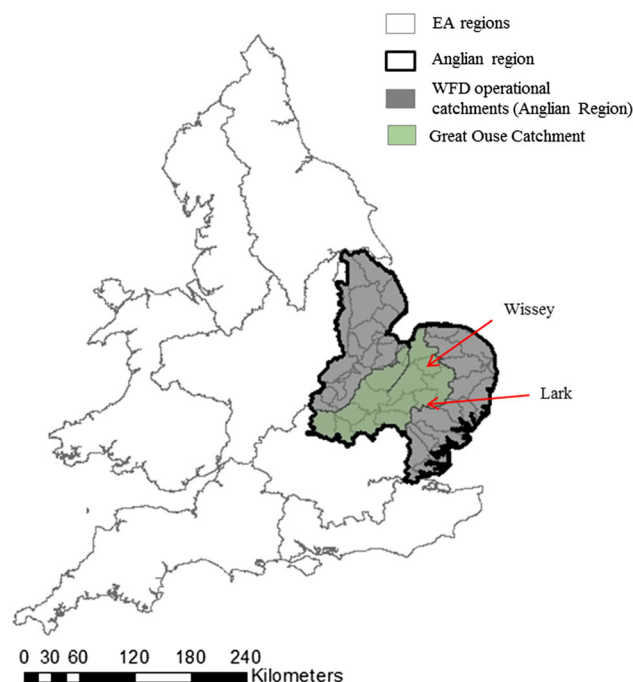 EA regions
Anglian region
WFD operational
catchments (Anglian Region)
Great Ouse Catchment
Wissey
Lark
0 30 60 120 180 240
Kilometers